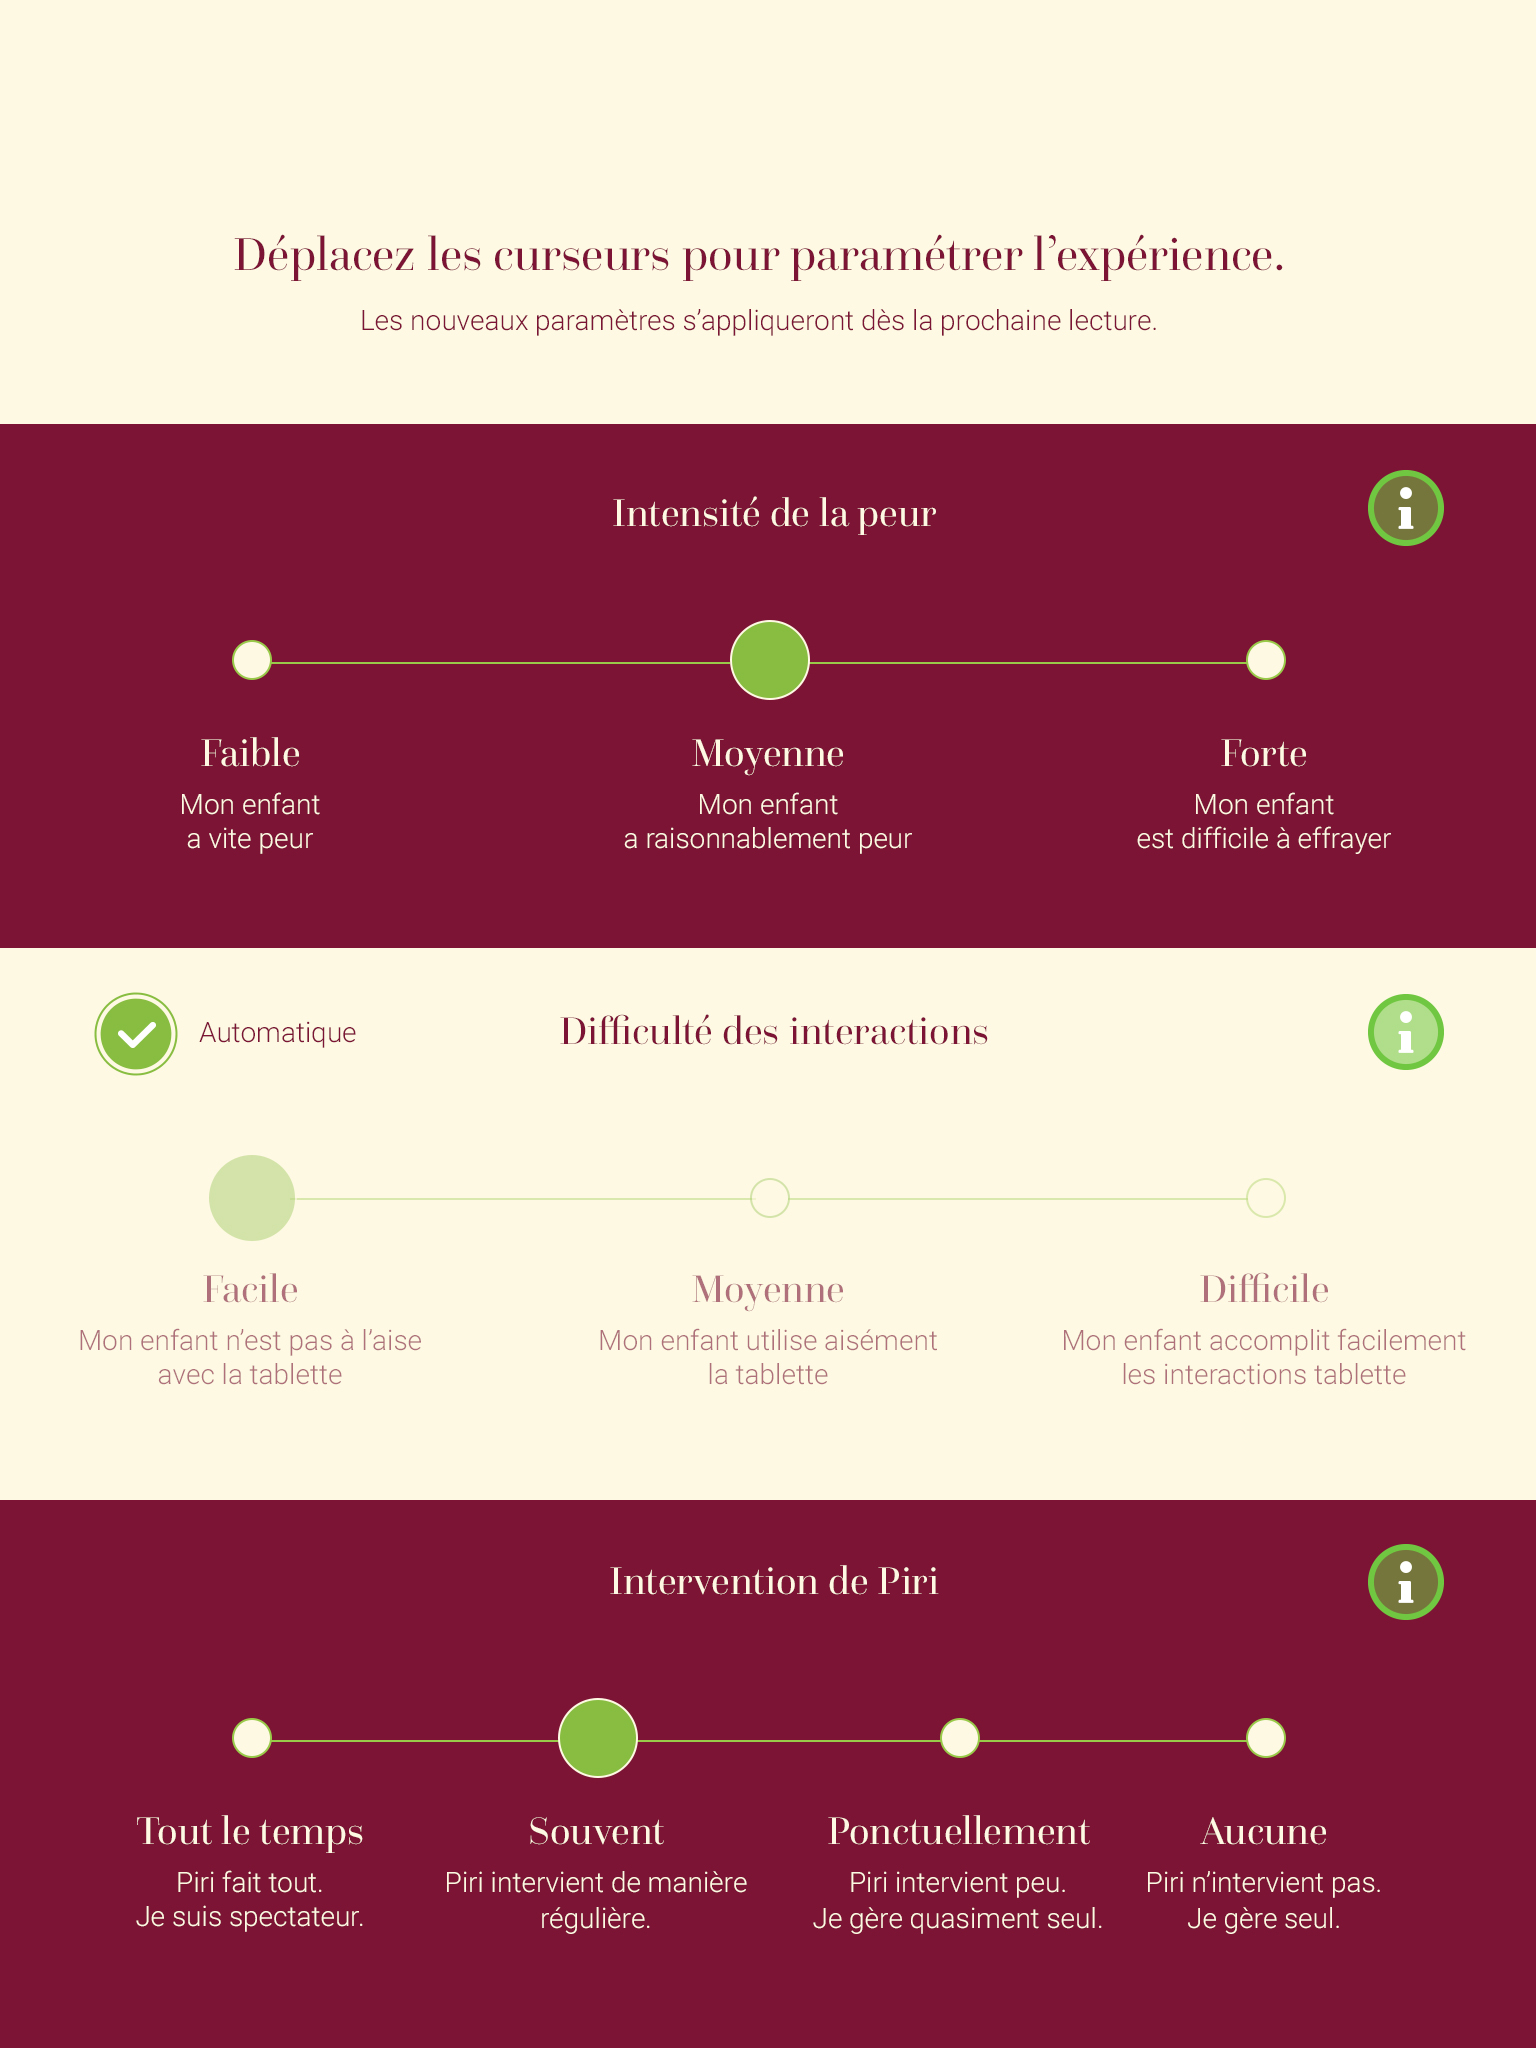 Déplacez les curseurs pour paramétrer l’expérience.
Les nouveaux paramètres s’appliqueront dès la prochaine lecture.
Intensité de la peur
Faible
Mon enfant
a vite peur
Moyenne
Mon enfant
a raisonnablement peur
Forte
Mon enfant
est difficile à effrayer
Automatique
Difficulté des interactions
Facile
Mon enfant n’est pas à l’aise
avec la tablette
Moyenne
Mon enfant utilise aisément
la tablette
Difficile
Mon enfant accomplit facilement
les interactions tablette
Intervention de Piri
Tout le temps
Piri fait tout.
Je suis spectateur.
Souvent
Piri intervient de manière
régulière.
Ponctuellement
Piri intervient peu.
Je gère quasiment seul.
Aucune
Piri n’intervient pas.
Je gère seul.